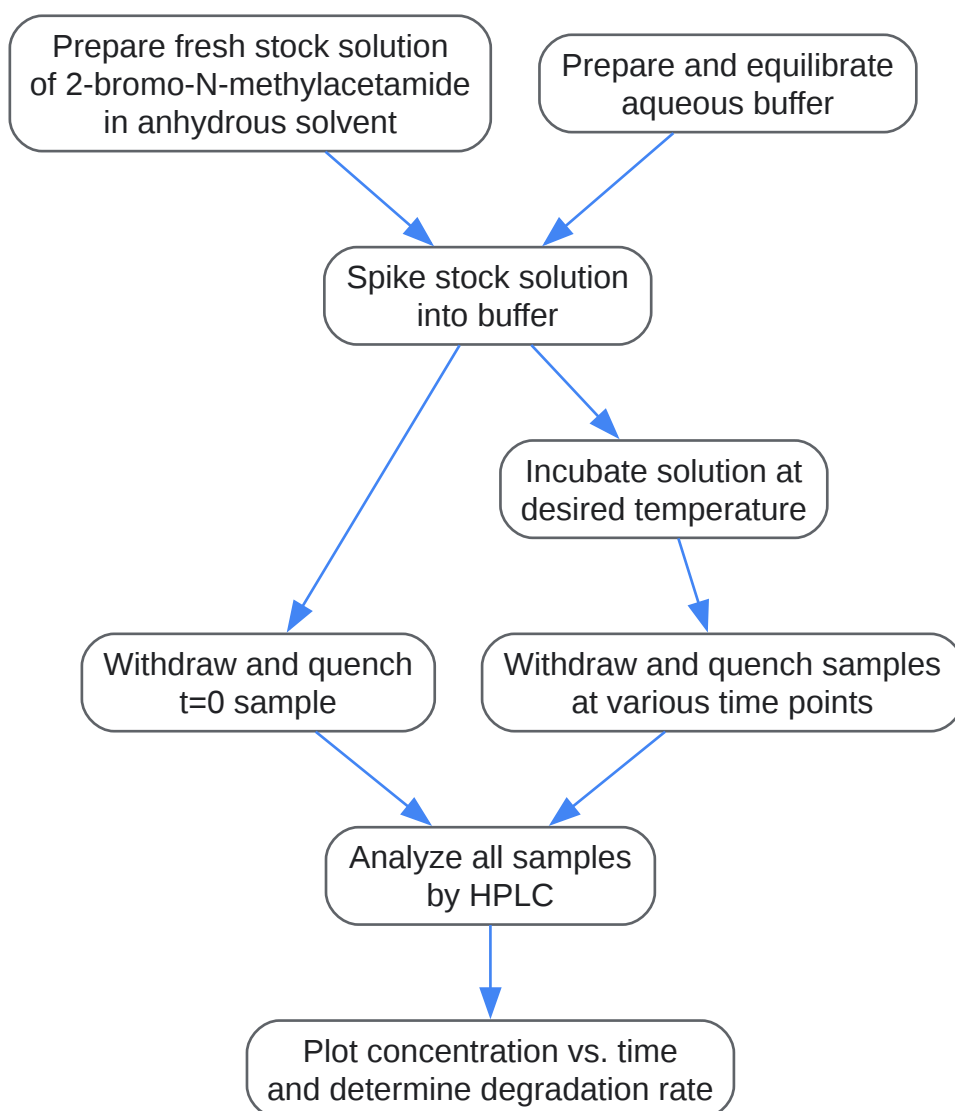 Prepare fresh stock solution
of 2-bromo-N-methylacetamide
in anhydrous solvent
Prepare and equilibrate
aqueous buffer
Spike stock solution
into buffer
Incubate solution at
desired temperature
Withdraw and quench
t=0 sample
Withdraw and quench samples
at various time points
Analyze all samples
by HPLC
Plot concentration vs. time
and determine degradation rate